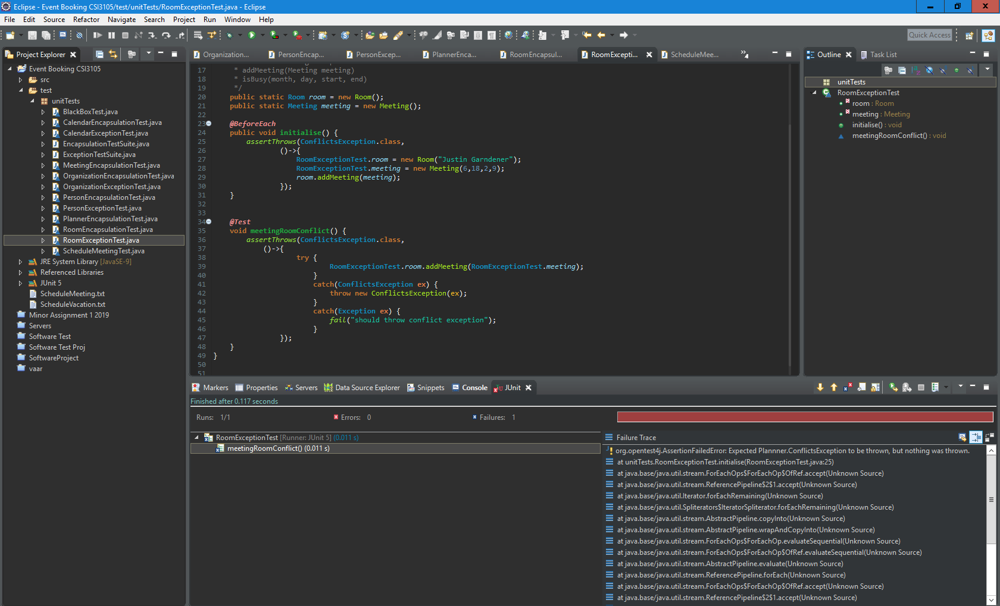 Eclipse - Event Booking CSI3105/test/unitTests/RoomExceptionTest.java - Eclipse
File Edit Source Refactor Navigate Search Project Run Window Help
Quick Access
Project Explorer
Event Booking CSI3105
src
test
unitTests
BlackBoxTest.java
CalendarEncapsulationTest.java
CalendarExceptionTest.java
EncapsulationTestSuite.java
ExceptionTestSuite.java
MeetingEncapsulationTest.java
OrganizationEncapsulationTest.java
OrganizationExceptionTest.java
PersonEncapsulationTest.java
PersonExceptionTest.java
PlannerEncapsulationTest.java
RoomEncapsulationTest.java
RoomExceptionTest.java
ScheduleMeetingTest.java
JRE System Library [JavaSE-9]
Referenced Libraries
JUnit 5
ScheduleMeeting.txt
ScheduleVacation.txt
Minor Assignment 1 2019
Servers
Software Test
Software Test Proj
SoftwareProject
vaar
Organization... PersonEncap... PersonExcep... PlannerEnca... RoomEncapsul... RoomExcepti... ScheduleMee... »4
17 * addMeeting(Meeting meeting)
18 * isBusy(month, day, start, end)
19 */
20 public static Room room = new Room();
21 public static Meeting meeting = new Meeting();
22
23 @BeforeEach
24 public void initialise() {
25 assertThrows(ConflictsException.class,
26 ()->{
27 RoomExceptionTest.room = new Room("Justin Garndener");
28 RoomExceptionTest.meeting = new Meeting(6,18,2,9);
29 room.addMeeting(meeting);
30 });
31 }
32
33
34 @Test
35 void meetingRoomConflict() {
36 assertThrows(ConflictsException.class,
37 ()->{
38 try {
39 RoomExceptionTest.room.addMeeting(RoomExceptionTest.meeting);
40 }
41 catch(ConflictsException ex) {
42 throw new ConflictsException(ex);
43 }
44 catch(Exception ex) {
45 fail("should throw conflict exception");
46 }
47 });
48 }
49 }
50
51
Outline Task List
unitTests
RoomExceptionTest
room : Room
meeting : Meeting
initialise() : void
meetingRoomConflict() : void
Markers Properties Servers Data Source Explorer Snippets Console JUnit
Finished after 0.117 seconds
Runs: 1/1 Errors: 0 Failures: 1
RoomExceptionTest [Runner: JUnit 5] (0.011 s)
meetingRoomConflict() (0.011 s)
Failure Trace
org.opentest4j.AssertionFailedError: Expected Plannner.ConflictsException to be thrown, but nothing was thrown.
at unitTests.RoomExceptionTest.initialise(RoomExceptionTest.java:25)
at java.base/java.util.stream.ForEachOps$ForEachOp$OfRef.accept(Unknown Source)
at java.base/java.util.stream.ReferencePipeline$2$1.accept(Unknown Source)
at java.base/java.util.Iterator.forEachRemaining(Unknown Source)
at java.base/java.util.Spliterators$IteratorSpliterator.forEachRemaining(Unknown Source)
at java.base/java.util.stream.AbstractPipeline.copyInto(Unknown Source)
at java.base/java.util.stream.AbstractPipeline.wrapAndCopyInto(Unknown Source)
at java.base/java.util.stream.ForEachOps$ForEachOp.evaluateSequential(Unknown Source)
at java.base/java.util.stream.ForEachOps$ForEachOp$OfRef.evaluateSequential(Unknown Source)
at java.base/java.util.stream.AbstractPipeline.evaluate(Unknown Source)
at java.base/java.util.stream.ReferencePipeline.forEach(Unknown Source)
at java.base/java.util.stream.ForEachOps$ForEachOp$OfRef.accept(Unknown Source)
at java.base/java.util.stream.ReferencePipeline$2$1.accept(Unknown Source)